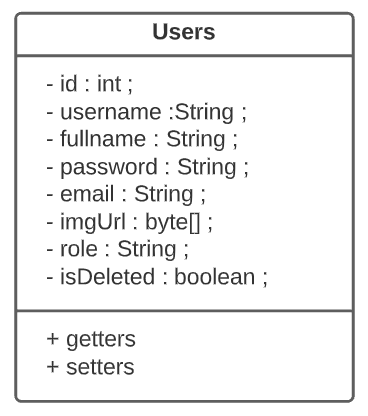 Users
- id : int ;
- username :String ;
- fullname : String ;
- password : String ;
- email : String ;
- imgUrl : byte[] ;
- role : String ;
- isDeleted : boolean ;
+ getters
+ setters